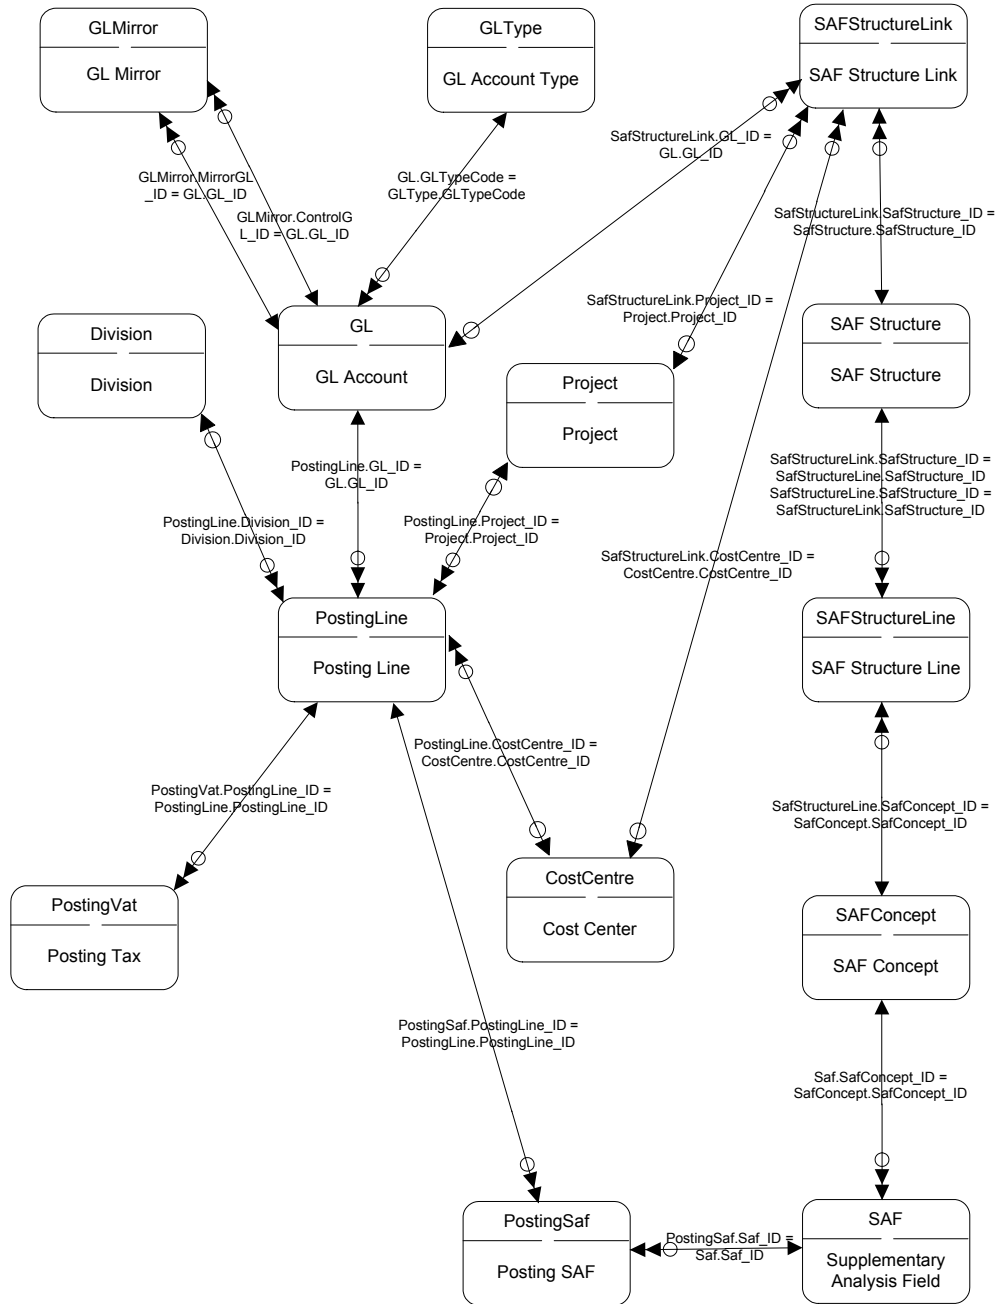 GLMirror
GL Mirror
GLType
GL Account Type
SAFStructureLink
SAF Structure Link
GLMirror.MirrorGL
_ID = GL.GL_ID
GLMirror.ControlG
L_ID = GL.GL_ID
GL.GLTypeCode =
GLType.GLTypeCode
SafStructureLink.GL_ID =
GL.GL_ID
SafStructureLink.SafStructure_ID =
SafStructure.SafStructure_ID
SafStructureLink.Project_ID =
Project.Project_ID
Division
Division
GL
GL Account
Project
Project
SAF Structure
SAF Structure
PostingLine.GL_ID =
GL.GL_ID
PostingLine.Division_ID =
Division.Division_ID
PostingLine.Project_ID =
Project.Project_ID
SafStructureLink.SafStructure_ID =
SafStructureLine.SafStructure_ID
SafStructureLine.SafStructure_ID =
SafStructureLink.SafStructure_ID
SafStructureLink.CostCentre_ID =
CostCentre.CostCentre_ID
PostingLine
Posting Line
SAFStructureLine
SAF Structure Line
PostingLine.CostCentre_ID =
CostCentre.CostCentre_ID
PostingVat.PostingLine_ID =
PostingLine.PostingLine_ID
SafStructureLine.SafConcept_ID =
SafConcept.SafConcept_ID
PostingVat
Posting Tax
CostCentre
Cost Center
SAFConcept
SAF Concept
PostingSaf.PostingLine_ID =
PostingLine.PostingLine_ID
Saf.SafConcept_ID =
SafConcept.SafConcept_ID
PostingSaf
Posting SAF
PostingSaf.Saf_ID =
Saf.Saf_ID
SAF
Supplementary
Analysis Field